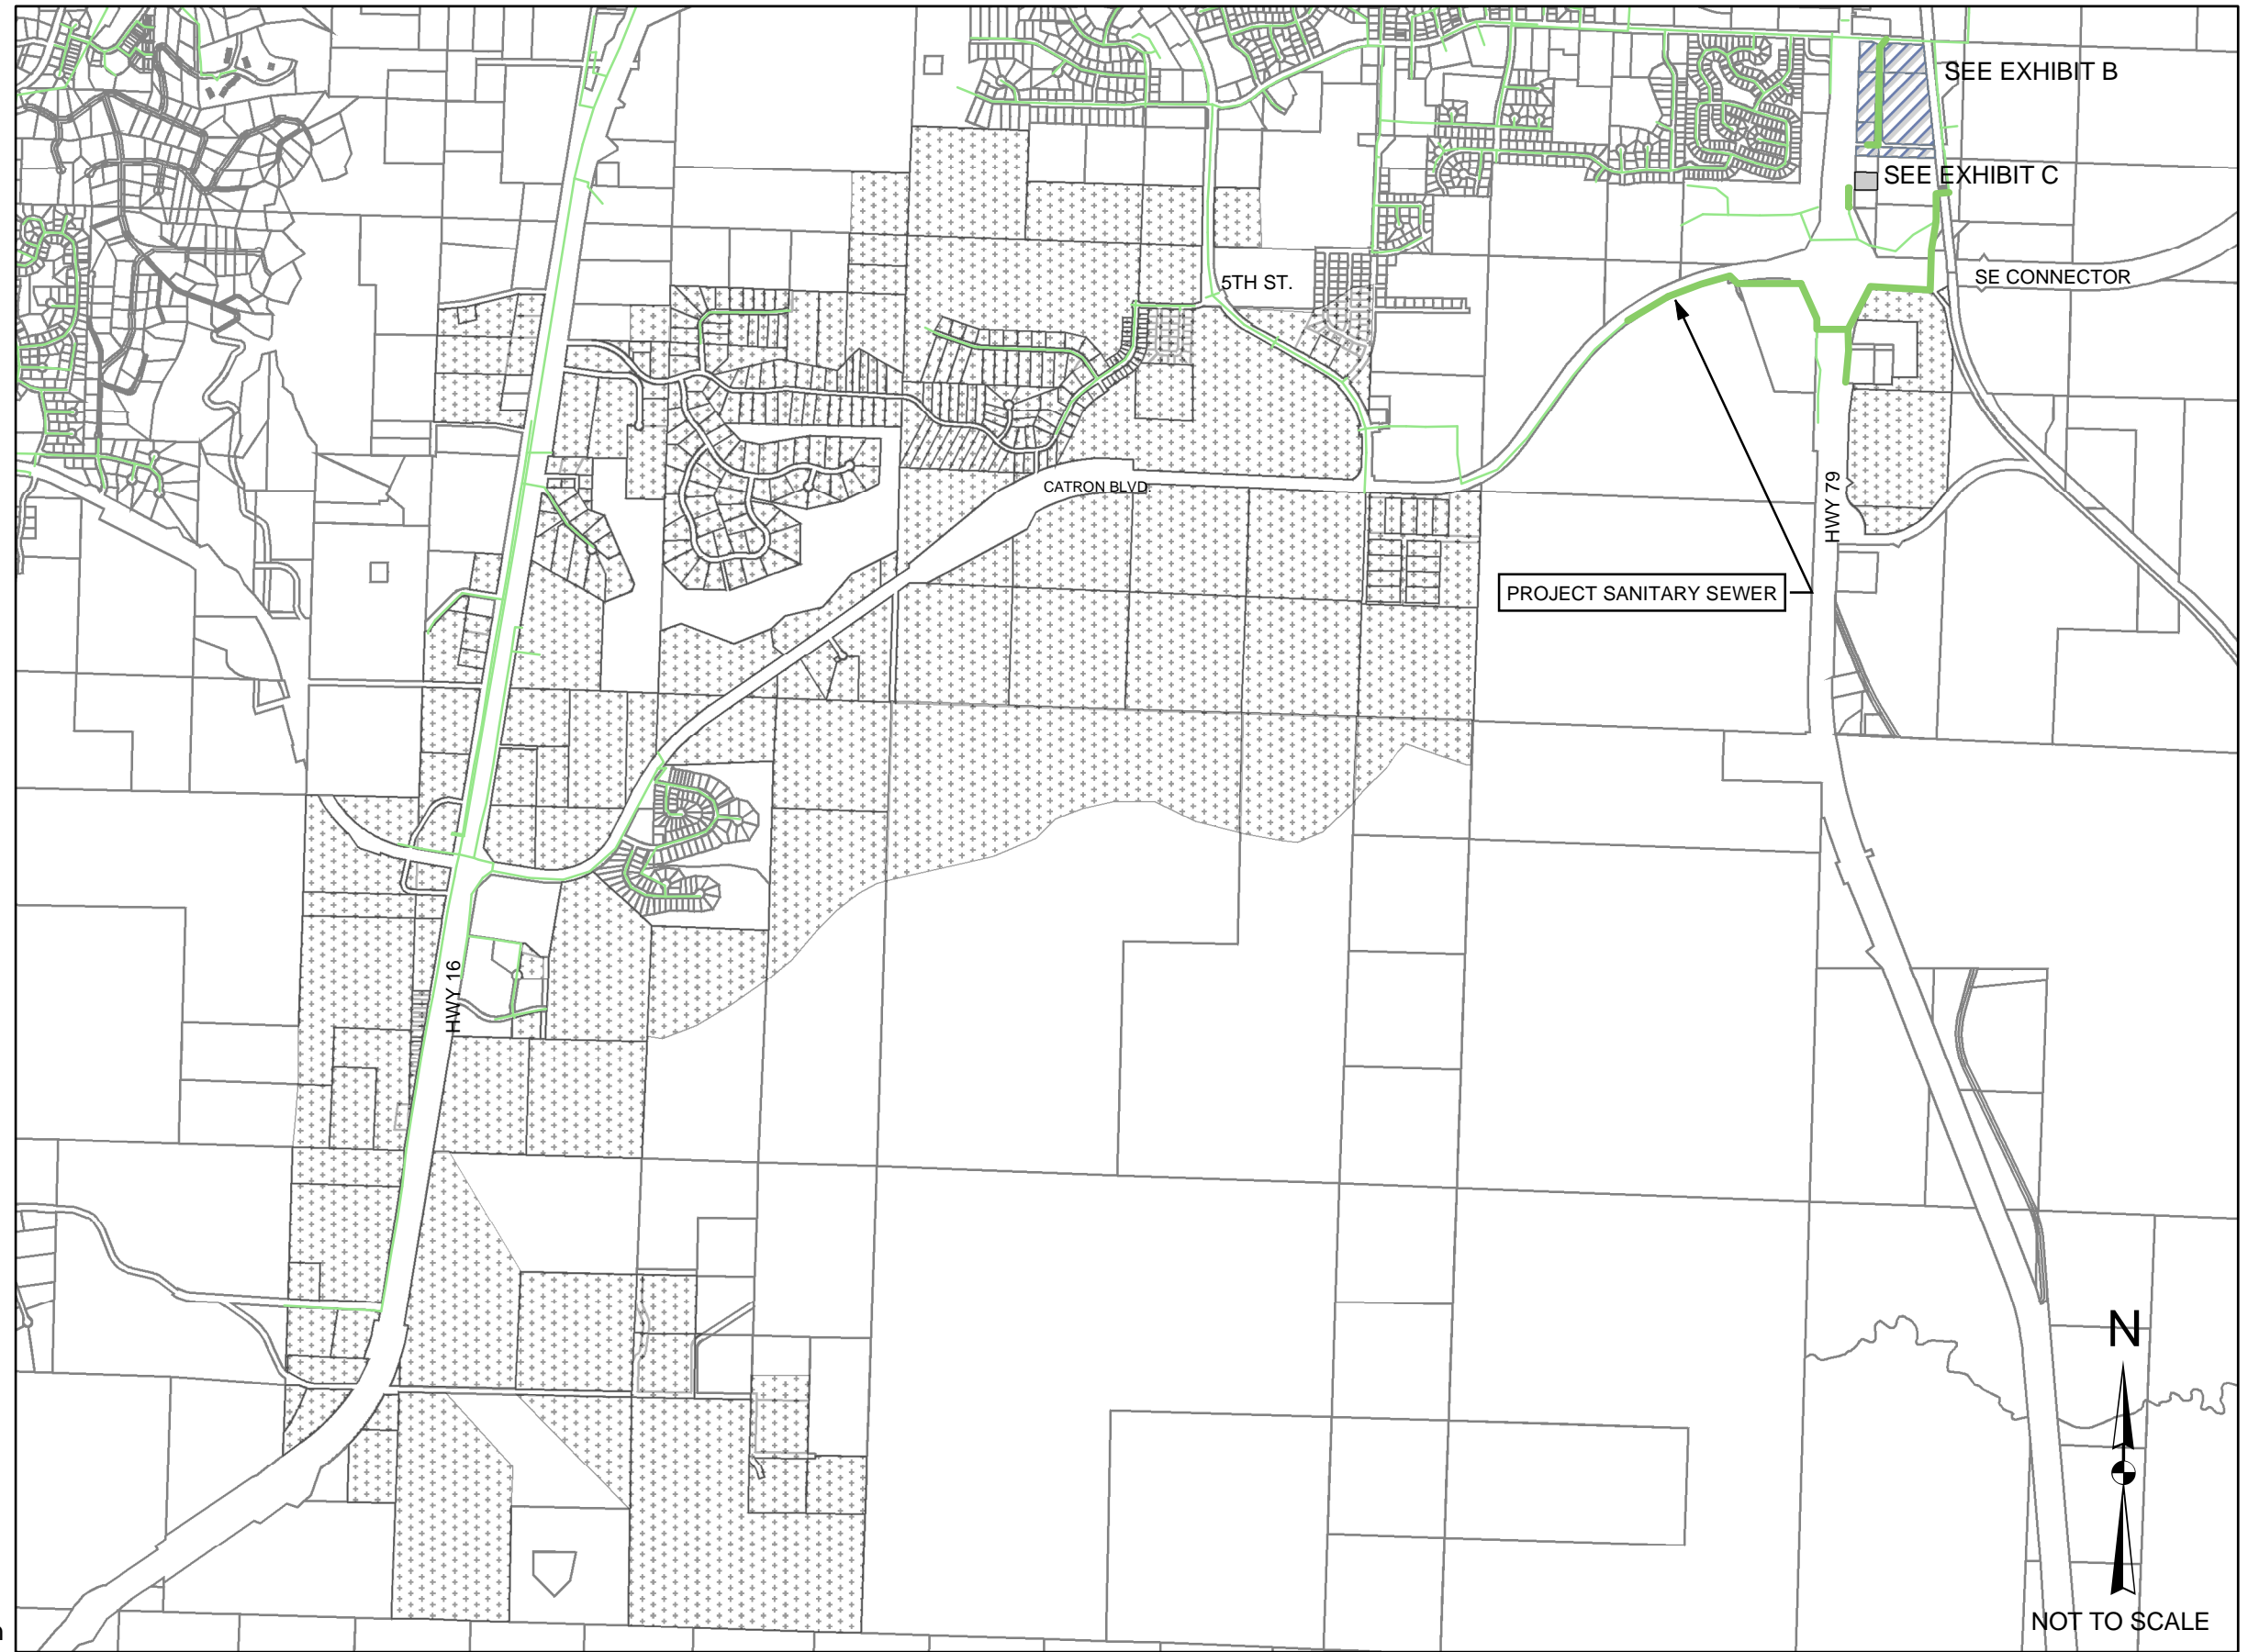 SEE EXHIBIT B
SEE EXHIBIT C
SE CONNECTOR
5TH ST.
CATRON BLVD.
HWY 79
PROJECT SANITARY SEWER
HWY 16
N
NOT TO SCALE